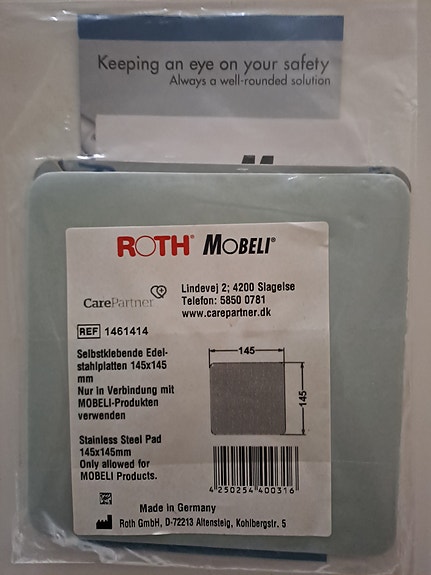 Keeping an eye on your safety
Always a well-rounded solution
ROTH® MOBELI®
CarePartner
Lindevej 2; 4200 Slagelse
Telefon: 5850 0781
www.carepartner.dk
REF 1461414
Selbstklebende Edel-
stahlplatten 145x145
mm
Nur in Verbindung mit
MOBELI-Produkten
verwenden
145
145
Stainless Steel Pad
145x145mm
Only allowed for
MOBELI Products.
4 250254 400316
Made in Germany
Roth GmbH, D-72213 Altensteig, Kohlbergstr. 5